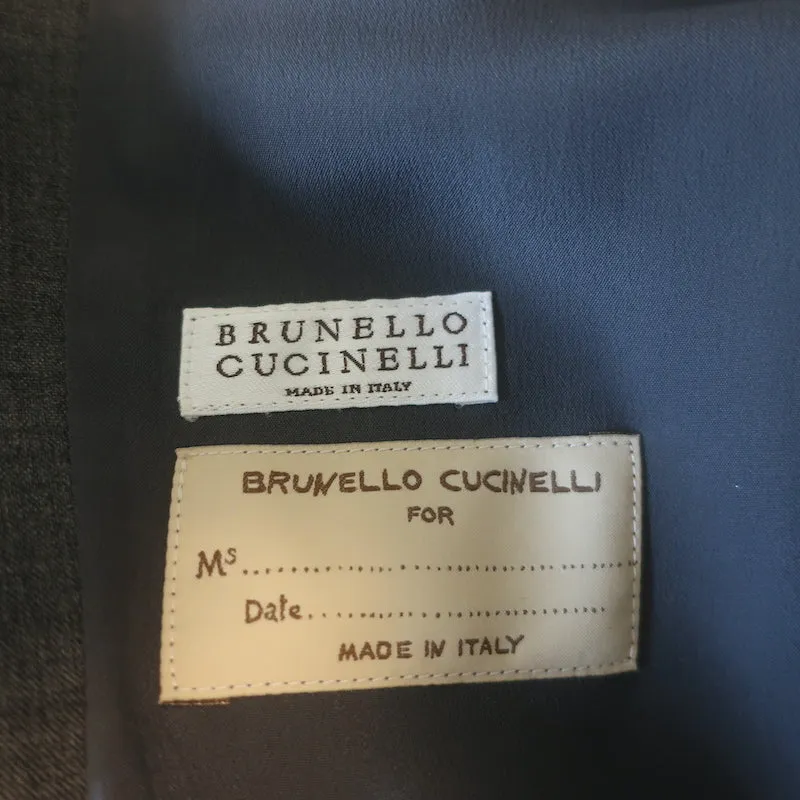 BRUNELLO
CUCINELLI
MADE IN ITALY
BRUNELLO CUCINELLI
FOR
Ms..............................
Date..............................
MADE IN ITALY